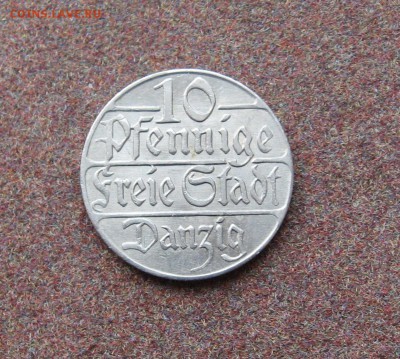 COINS.LAVE.RU
10
Pfennige
Freie Stadt
Danzig